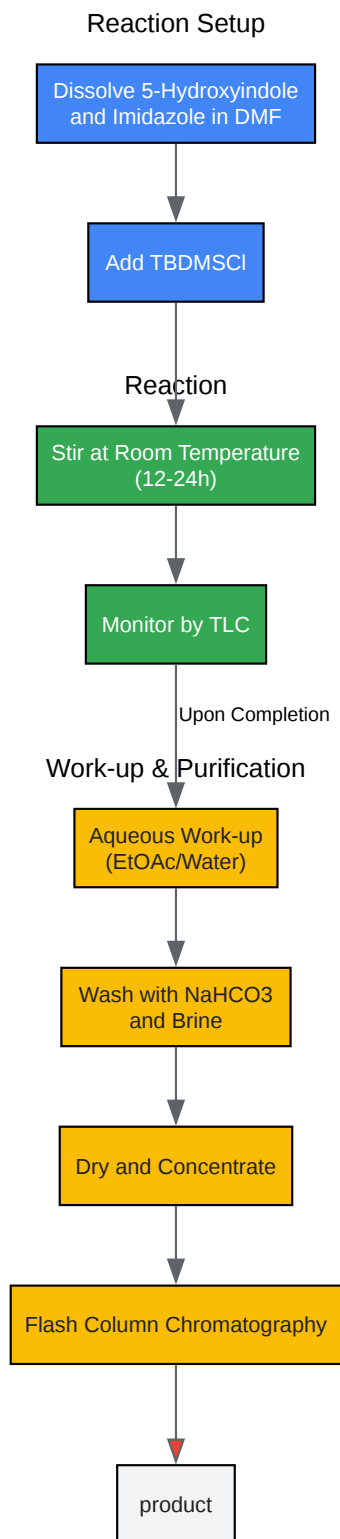 Reaction Setup
Dissolve 5-Hydroxyindole
and Imidazole in DMF
Add TBDMSCl
Reaction
Stir at Room Temperature
(12-24h)
Monitor by TLC
Upon Completion
Work-up & Purification
Aqueous Work-up
(EtOAc/Water)
Wash with NaHCO3
and Brine
Dry and Concentrate
Flash Column Chromatography
product